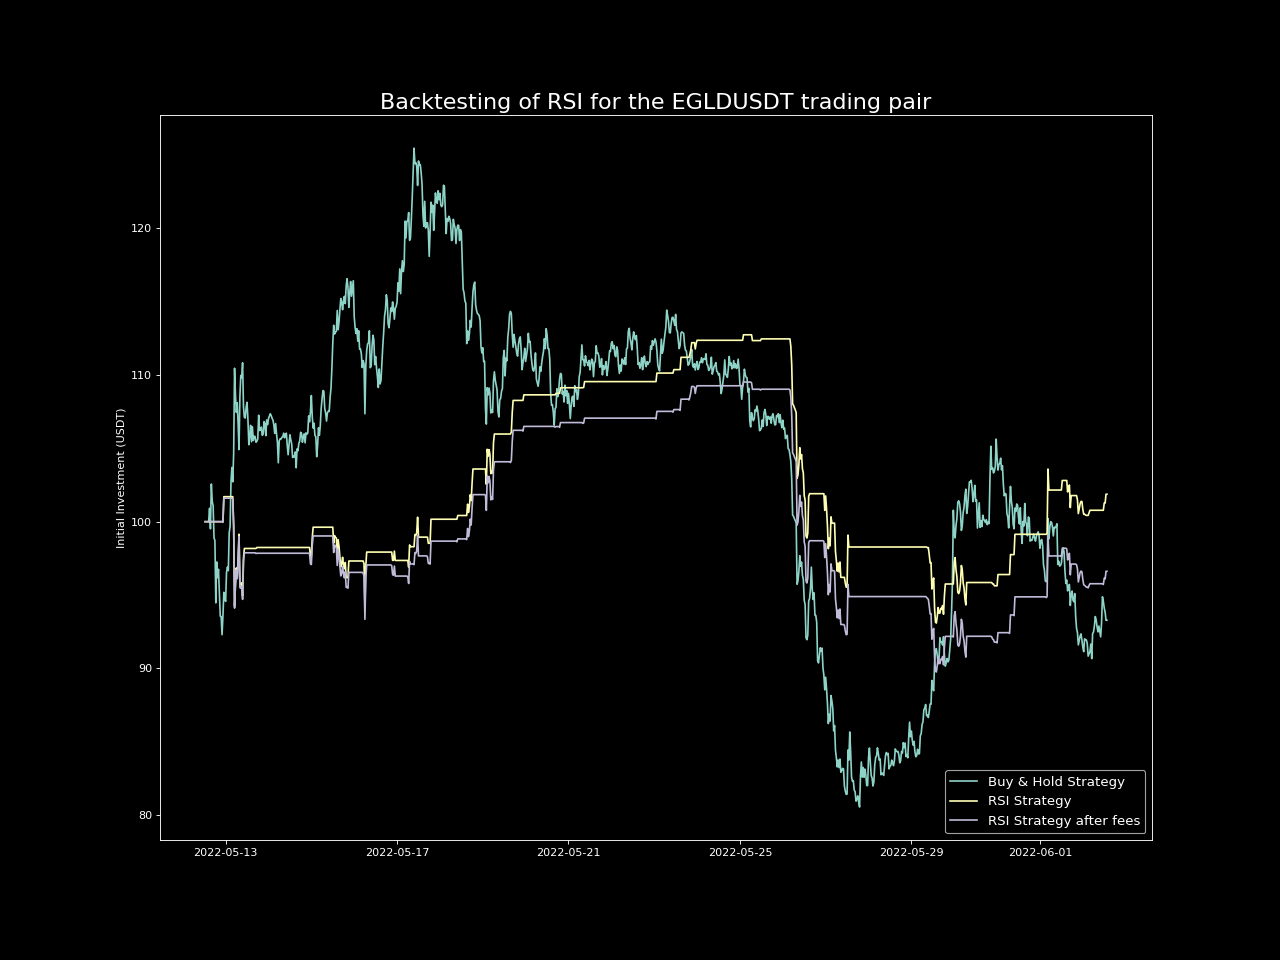 Backtesting of RSI for the EGLDUSDT trading pair
Initial Investment (USDT)
120
110
100
90
80
2022-05-13
2022-05-17
2022-05-21
2022-05-25
2022-05-29
2022-06-01
Buy & Hold Strategy
RSI Strategy
RSI Strategy after fees